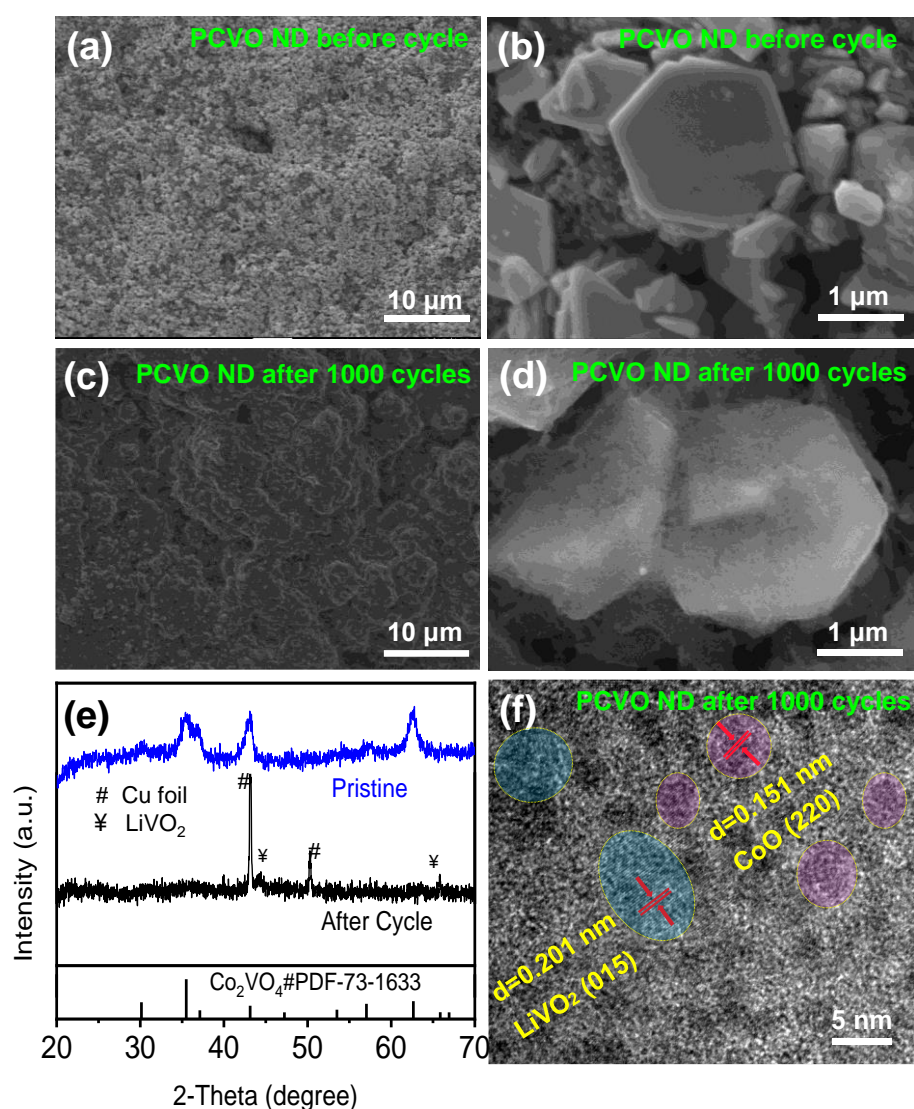 (a) PCVO ND before cycle
10 μm
(b) PCVO ND before cycle
1 μm
(c) PCVO ND after 1000 cycles
10 μm
(d) PCVO ND after 1000 cycles
1 μm
(e)
Pristine
# Cu foil
¥ LiVO₂
#
¥
#
¥
After Cycle
Co₂VO₄#PDF-73-1633
Intensity (a.u.)
20 30 40 50 60 70
2-Theta (degree)
(f) PCVO ND after 1000 cycles
d=0.151 nm
CoO (220)
d=0.201 nm
LiVO₂ (015)
5 nm